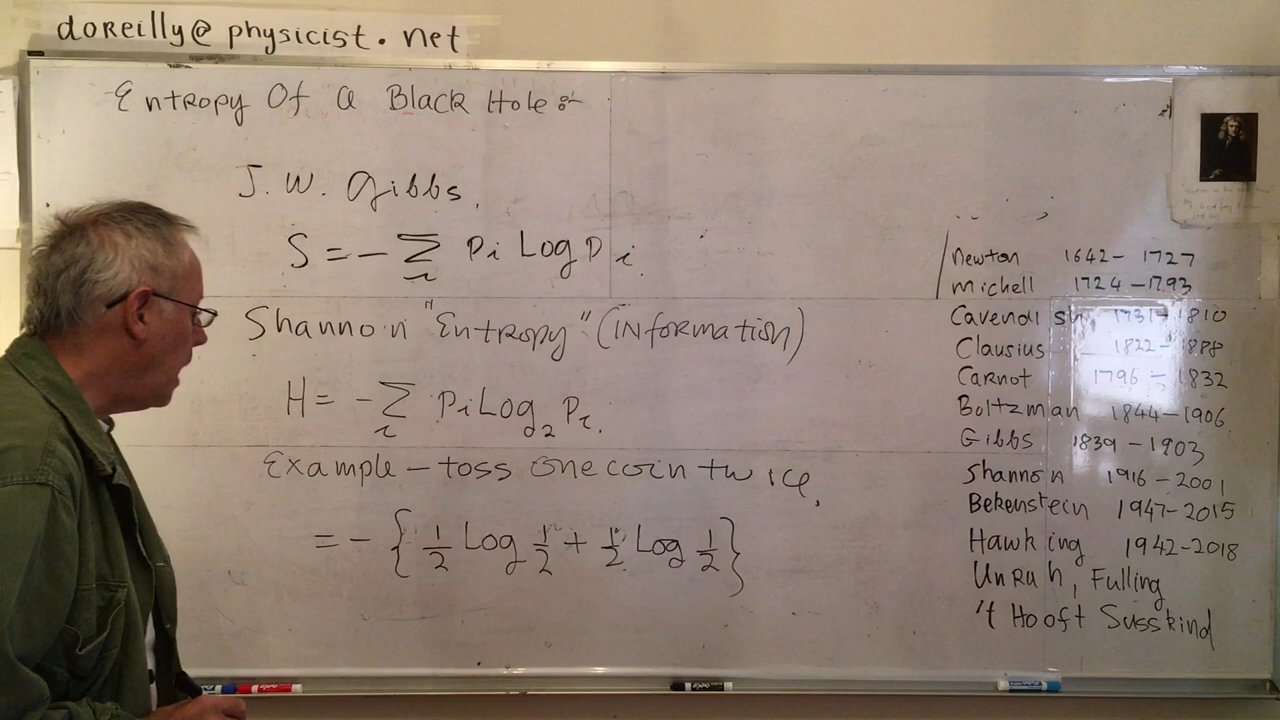 doreilly@physicist.net
Entropy Of a Black Hole:-
J. W. Gibbs,
S = - Σ_i Pi Log Pi.
Shannon "Entropy" (INformation)
H = - Σ_i Pi Log_2 Pi.
Example - toss one coin twice,
= - { 1/2 Log 1/2 + 1/2 Log 1/2 }
Newton 1642 - 1727
Michell 1724 - 1793
Cavendish 1731 - 1810
Clausius 1822 - 1888
Carnot 1796 - 1832
Boltzman 1844 - 1906
Gibbs 1839 - 1903
Shannon 1916 - 2001
Bekenstein 1947 - 2015
Hawking 1942 - 2018
UnRuh, Fulling
't Hooft Susskind